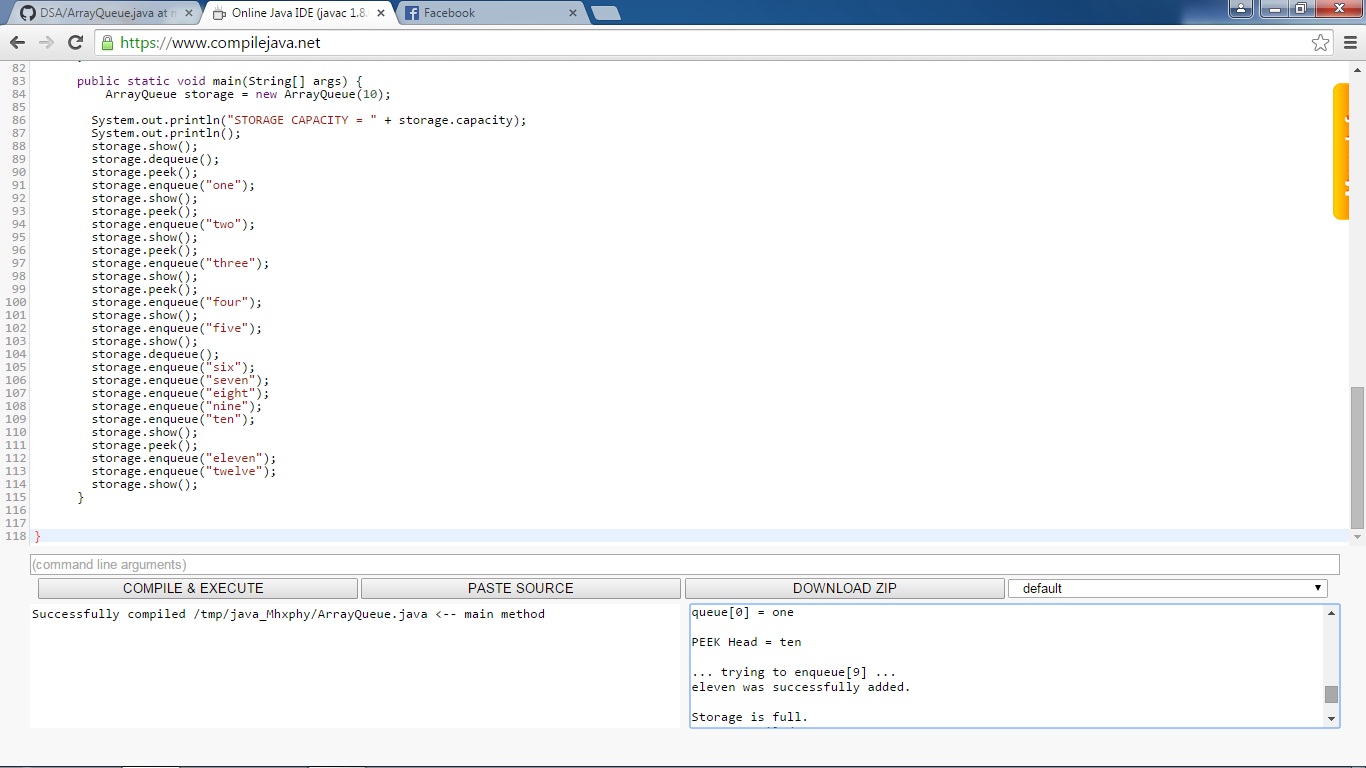 DSA/ArrayQueue.java at m
Online Java IDE (javac 1.8.
Facebook
https://www.compilejava.net
82
83 public static void main(String[] args) {
84 ArrayQueue storage = new ArrayQueue(10);
85
86 System.out.println("STORAGE CAPACITY = " + storage.capacity);
87 System.out.println();
88 storage.show();
89 storage.dequeue();
90 storage.peek();
91 storage.enqueue("one");
92 storage.show();
93 storage.peek();
94 storage.enqueue("two");
95 storage.show();
96 storage.peek();
97 storage.enqueue("three");
98 storage.show();
99 storage.peek();
100 storage.enqueue("four");
101 storage.show();
102 storage.enqueue("five");
103 storage.show();
104 storage.dequeue();
105 storage.enqueue("six");
106 storage.enqueue("seven");
107 storage.enqueue("eight");
108 storage.enqueue("nine");
109 storage.enqueue("ten");
110 storage.show();
111 storage.peek();
112 storage.enqueue("eleven");
113 storage.enqueue("twelve");
114 storage.show();
115 }
116
117
118 }
(command line arguments)
COMPILE & EXECUTE
PASTE SOURCE
DOWNLOAD ZIP
default
Successfully compiled /tmp/java_Mhxphy/ArrayQueue.java <-- main method
queue[0] = one
PEEK Head = ten
... trying to enqueue[9] ...
eleven was successfully added.
Storage is full.